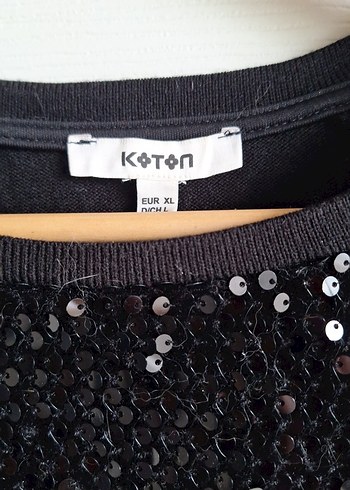 KOTON
EUR XL
D/CH L